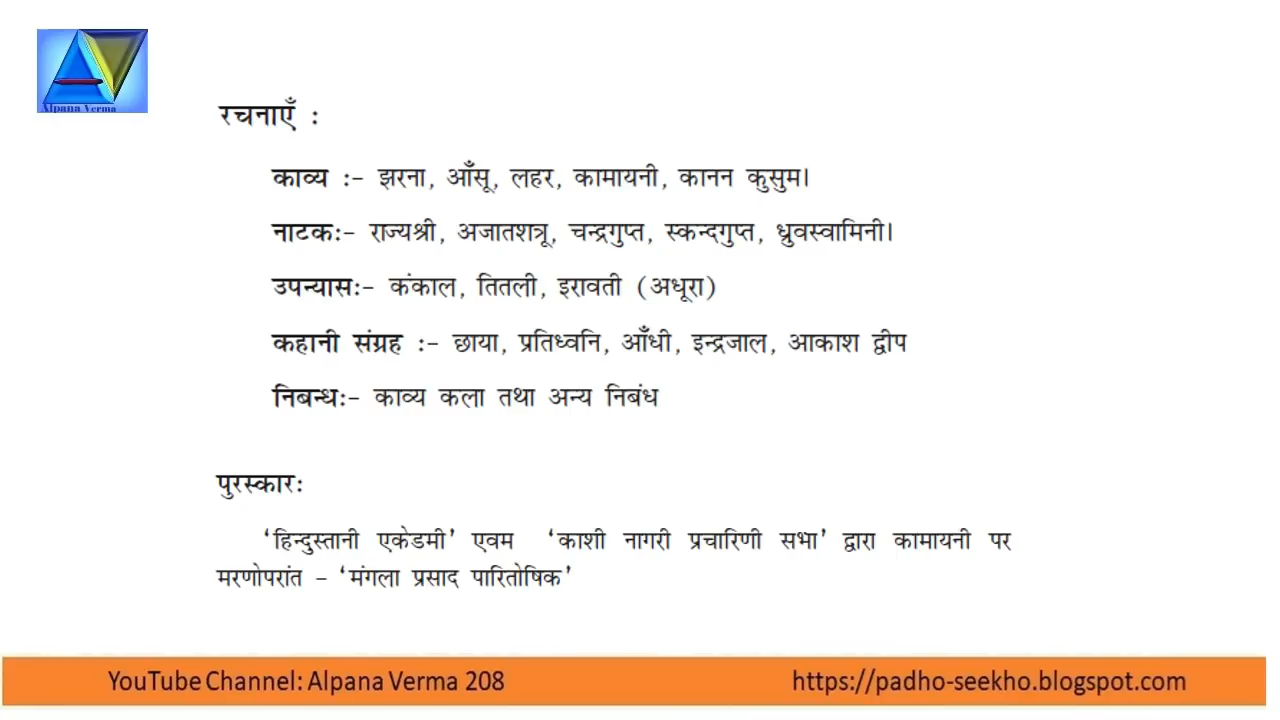 Alpana Verma
रचनाएँ :
काव्य :- झरना, आँसू, लहर, कामायनी, कानन कुसुम।
नाटकः- राज्यश्री, अजातशत्रू, चन्द्रगुप्त, स्कन्दगुप्त, ध्रुवस्वामिनी।
उपन्यासः- कंकाल, तितली, इरावती (अधूरा)
कहानी संग्रह :- छाया, प्रतिध्वनि, आँधी, इन्द्रजाल, आकाश द्वीप
निबन्धः- काव्य कला तथा अन्य निबंध
पुरस्कारः
‘हिन्दुस्तानी एकेडमी’ एवम ‘काशी नागरी प्रचारिणी सभा’ द्वारा कामायनी पर
मरणोपरांत – ‘मंगला प्रसाद पारितोषिक’
YouTube Channel: Alpana Verma 208
https://padho-seekho.blogspot.com